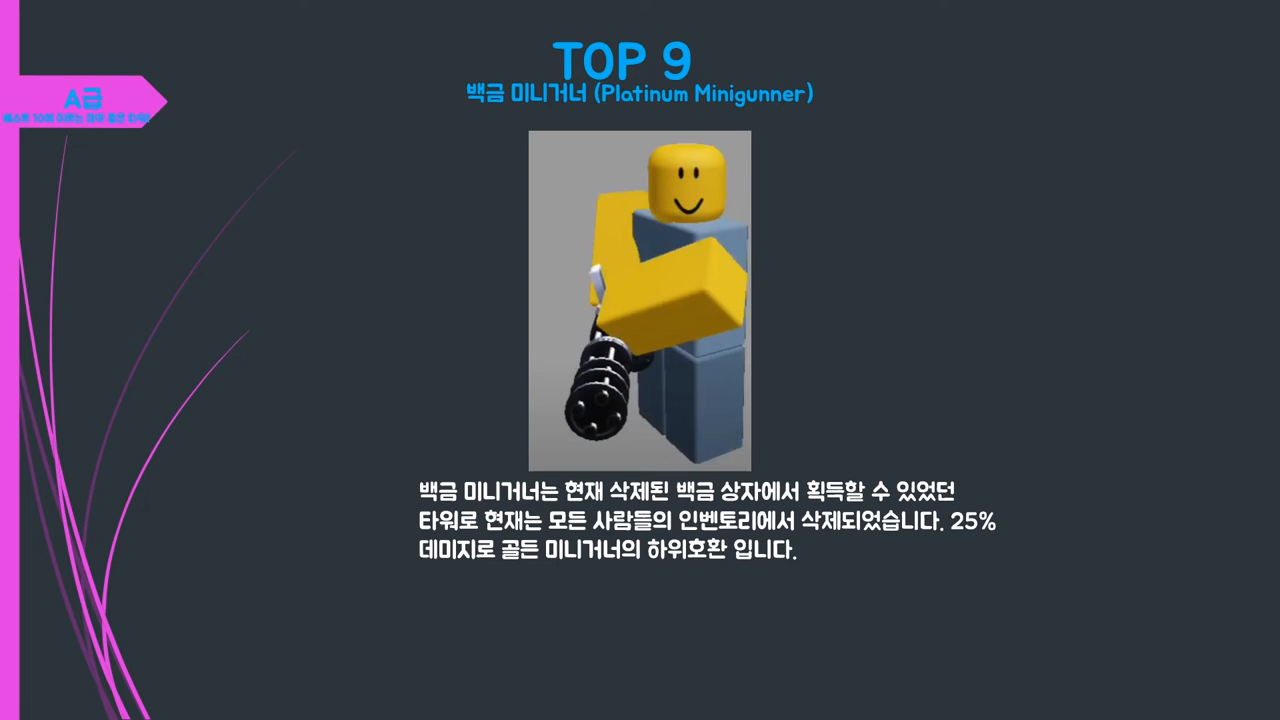 TOP 9
백금 미니거너 (Platinum Minigunner)
A급
백금 미니거너는 현재 삭제된 백금 상자에서 획득할 수 있었던
타워로 현재는 모든 사람들의 인벤토리에서 삭제되었습니다. 25%
데미지로 골든 미니거너의 하위호환 입니다.